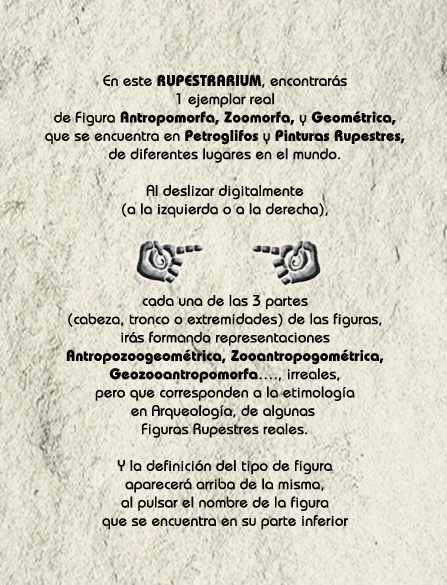 En este RUPESTRARIUM, encontrarás
1 ejemplar real
de Figura Antropomorfa, Zoomorfa, y Geométrica,
que se encuentra en Petroglifos y Pinturas Rupestres,
de diferentes lugares en el mundo.
Al deslizar digitalmente
(a la izquierda o a la derecha),
cada una de las 3 partes
(cabeza, tronco o extremidades) de las figuras,
irás formanda representaciones
Antropozoogeométrica, Zooantropogométrica,
Geozooantropomorfa...., irreales,
pero que corresponden a la etimología
en Arqueología, de algunas
Figuras Rupestres reales.
Y la definición del tipo de figura
aparecerá arriba de la misma,
al pulsar el nombre de la figura
que se encuentra en su parte inferior